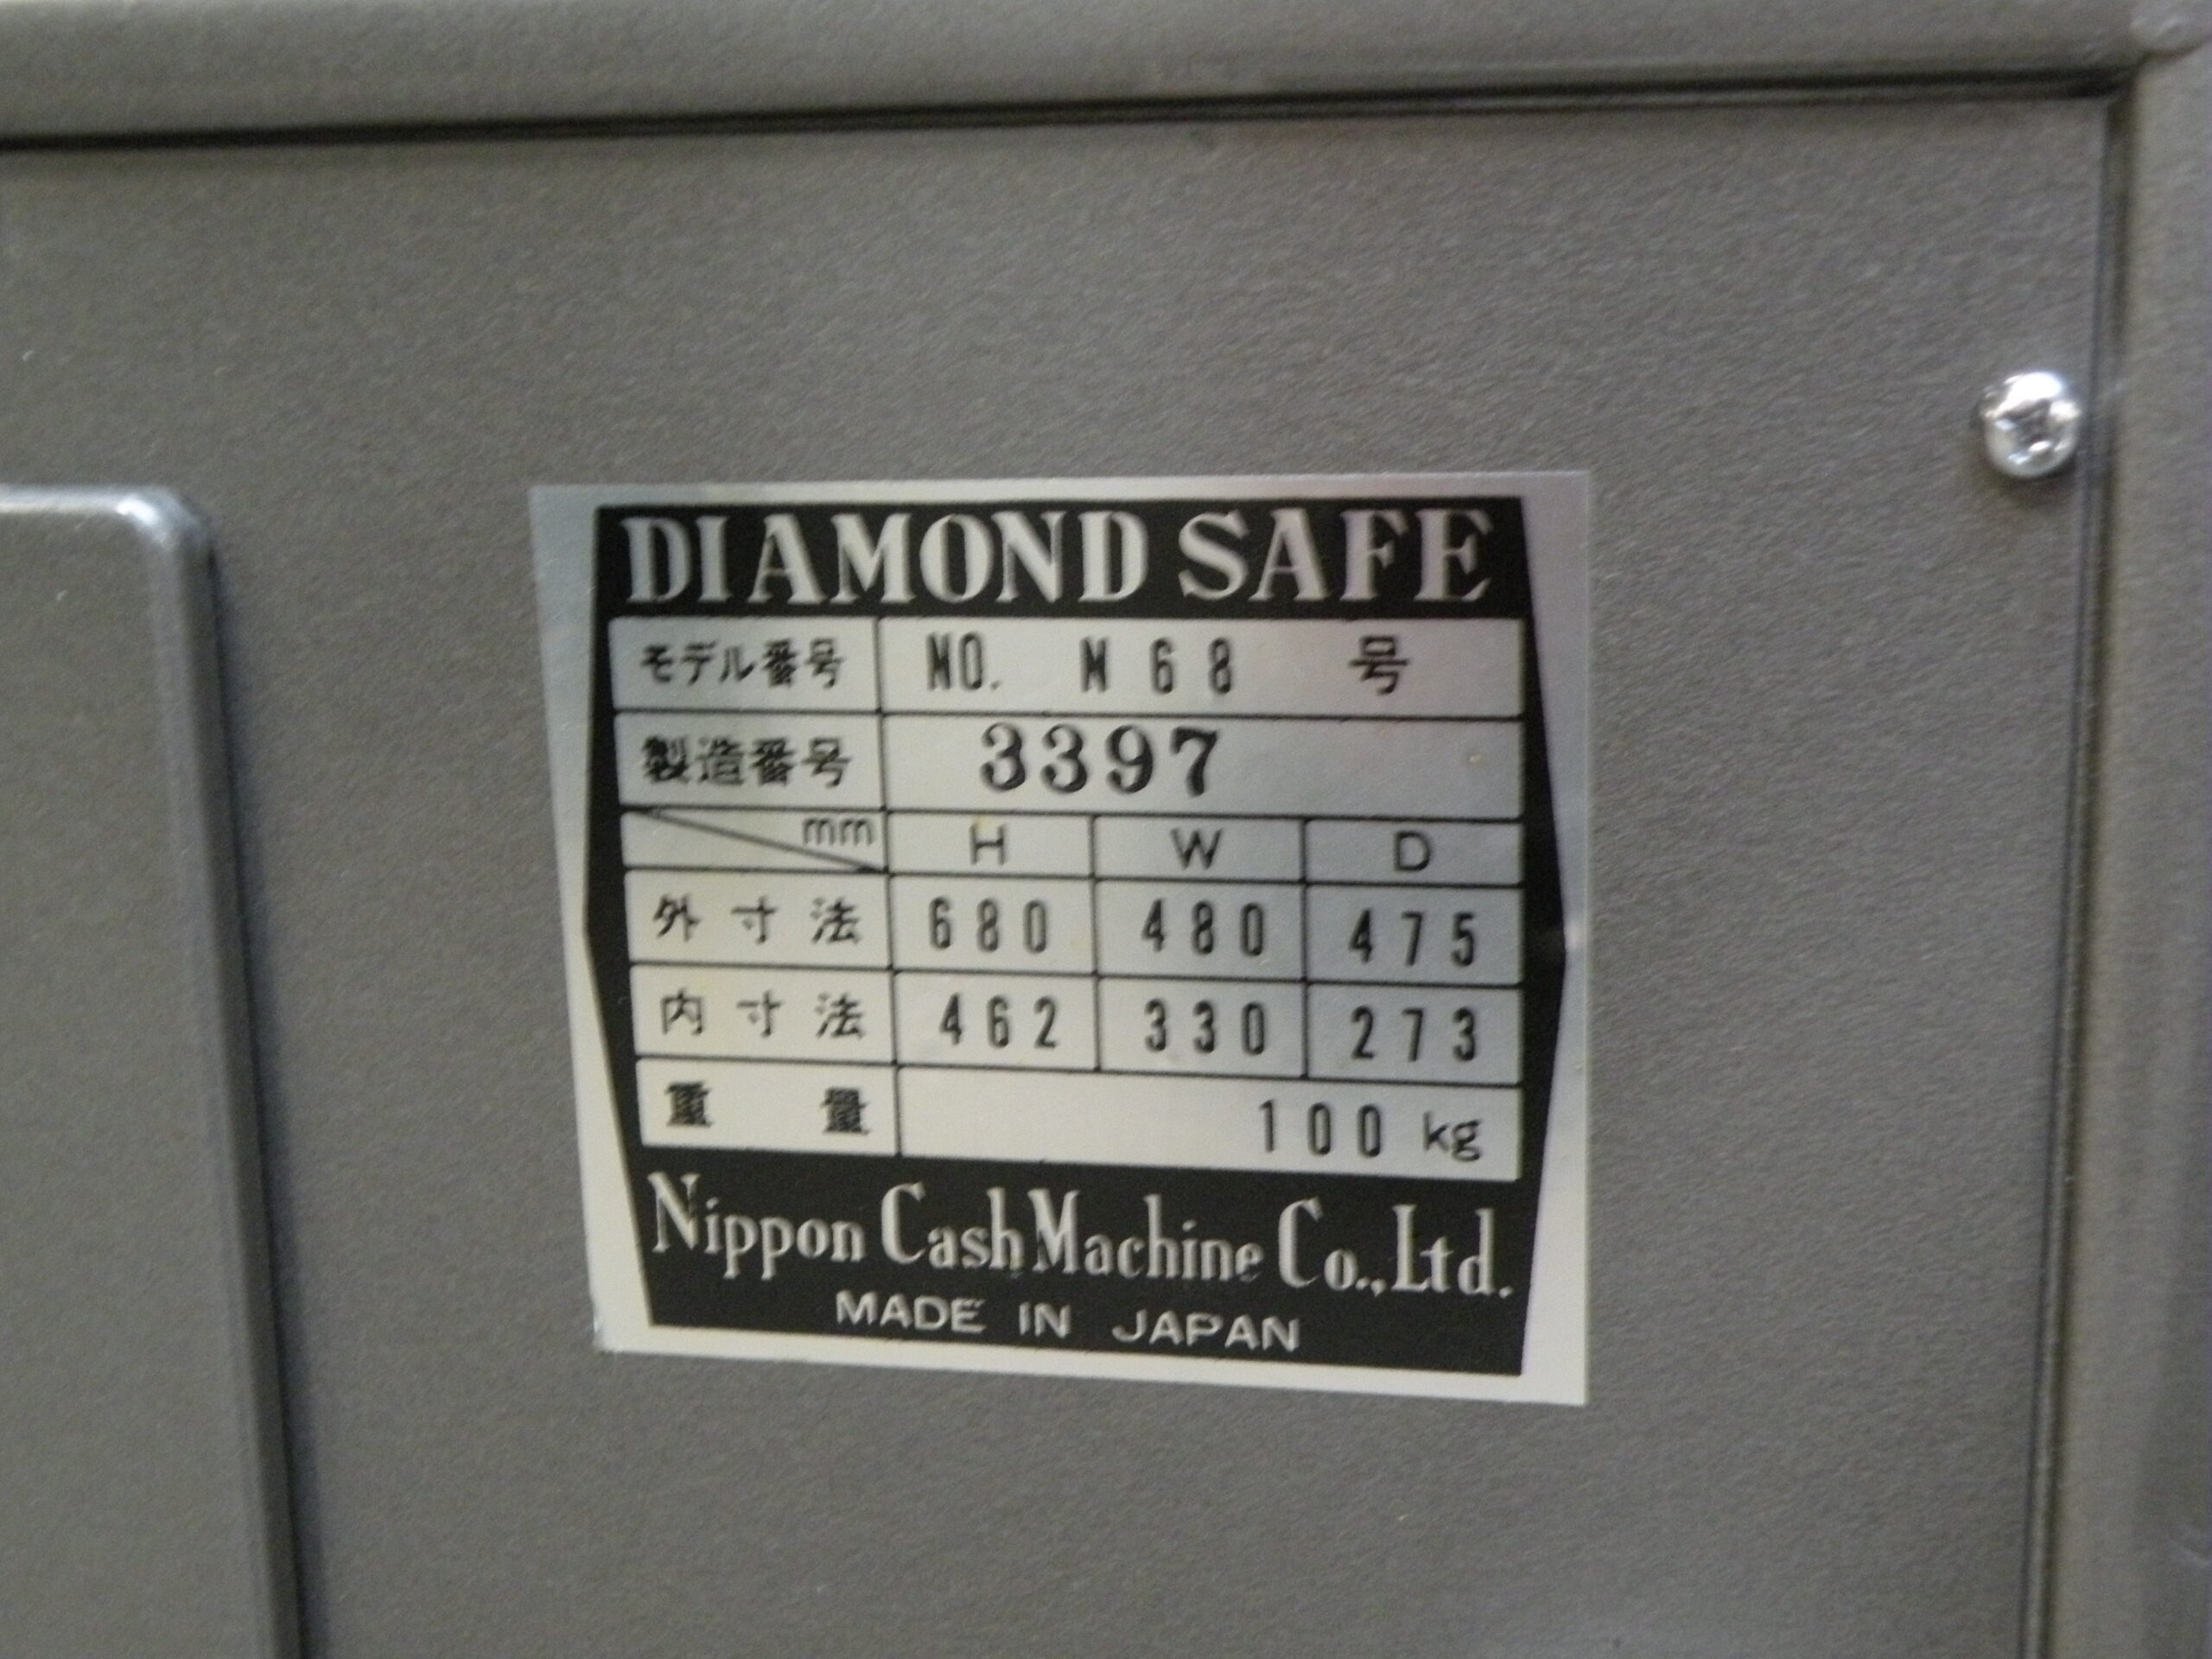 DIAMOND SAFE
モデル番号 NO. N68 号
製造番号 3397
mm H W D
外寸法 680 480 475
内寸法 462 330 273
重量 100 kg
Nippon Cash Machine Co.,Ltd.
MADE IN JAPAN